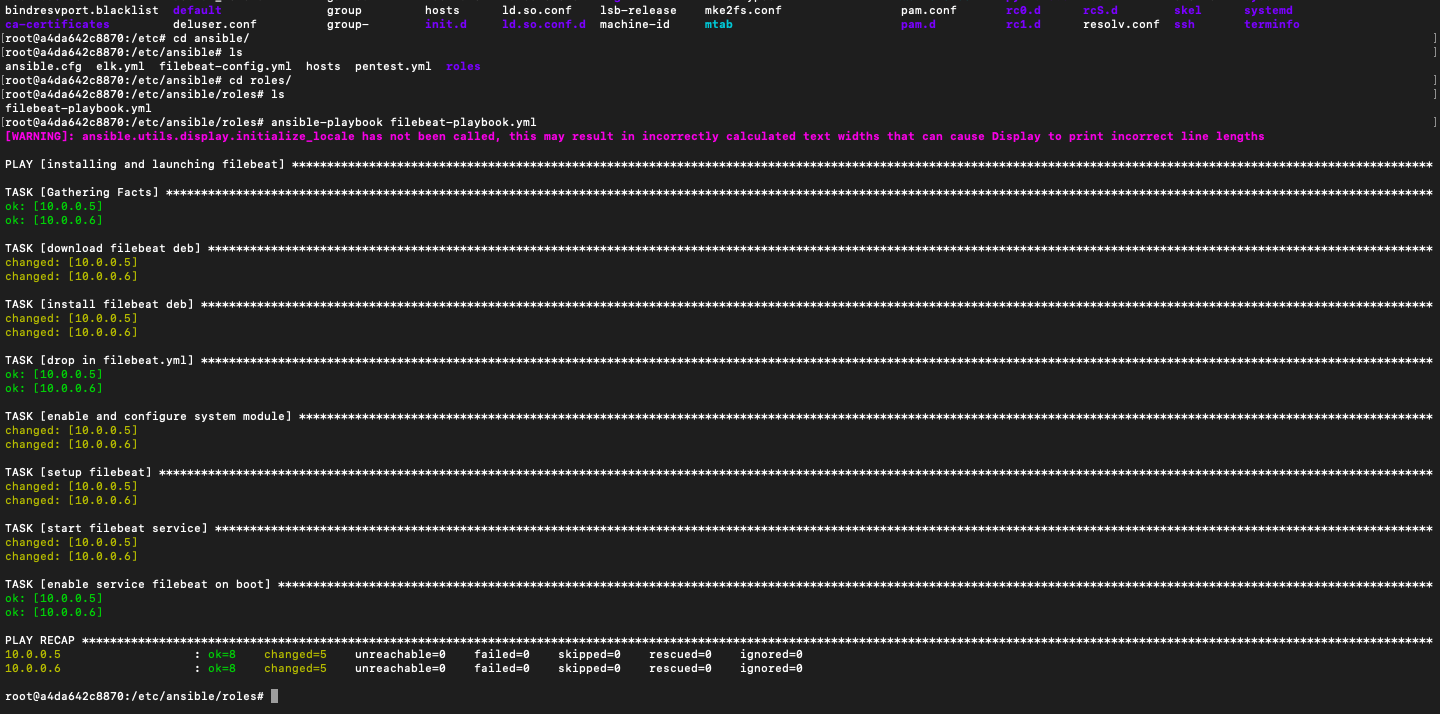 bindresvport.blacklist default group hosts ld.so.conf lsb-release mke2fs.conf pam.conf rc0.d rcS.d skel systemd
ca-certificates deluser.conf group- init.d ld.so.conf.d machine-id mtab pam.d rc1.d resolv.conf ssh terminfo
[root@a4da642c8870:/etc# cd ansible/ ]
[root@a4da642c8870:/etc/ansible# ls ]
ansible.cfg elk.yml filebeat-config.yml hosts pentest.yml roles
[root@a4da642c8870:/etc/ansible# cd roles/ ]
[root@a4da642c8870:/etc/ansible/roles# ls ]
filebeat-playbook.yml
[root@a4da642c8870:/etc/ansible/roles# ansible-playbook filebeat-playbook.yml ]
[WARNING]: ansible.utils.display.initialize_locale has not been called, this may result in incorrectly calculated text widths that can cause Display to print incorrect line lengths
PLAY [installing and launching filebeat] ***************************************************************************
TASK [Gathering Facts] ***************************************************************************
ok: [10.0.0.5]
ok: [10.0.0.6]
TASK [download filebeat deb] ***************************************************************************
changed: [10.0.0.5]
changed: [10.0.0.6]
TASK [install filebeat deb] ***************************************************************************
changed: [10.0.0.5]
changed: [10.0.0.6]
TASK [drop in filebeat.yml] ***************************************************************************
ok: [10.0.0.5]
ok: [10.0.0.6]
TASK [enable and configure system module] ***************************************************************************
changed: [10.0.0.5]
changed: [10.0.0.6]
TASK [setup filebeat] ***************************************************************************
changed: [10.0.0.5]
changed: [10.0.0.6]
TASK [start filebeat service] ***************************************************************************
changed: [10.0.0.5]
changed: [10.0.0.6]
TASK [enable service filebeat on boot] ***************************************************************************
ok: [10.0.0.5]
ok: [10.0.0.6]
PLAY RECAP ***************************************************************************
10.0.0.5 : ok=8 changed=5 unreachable=0 failed=0 skipped=0 rescued=0 ignored=0
10.0.0.6 : ok=8 changed=5 unreachable=0 failed=0 skipped=0 rescued=0 ignored=0
root@a4da642c8870:/etc/ansible/roles#